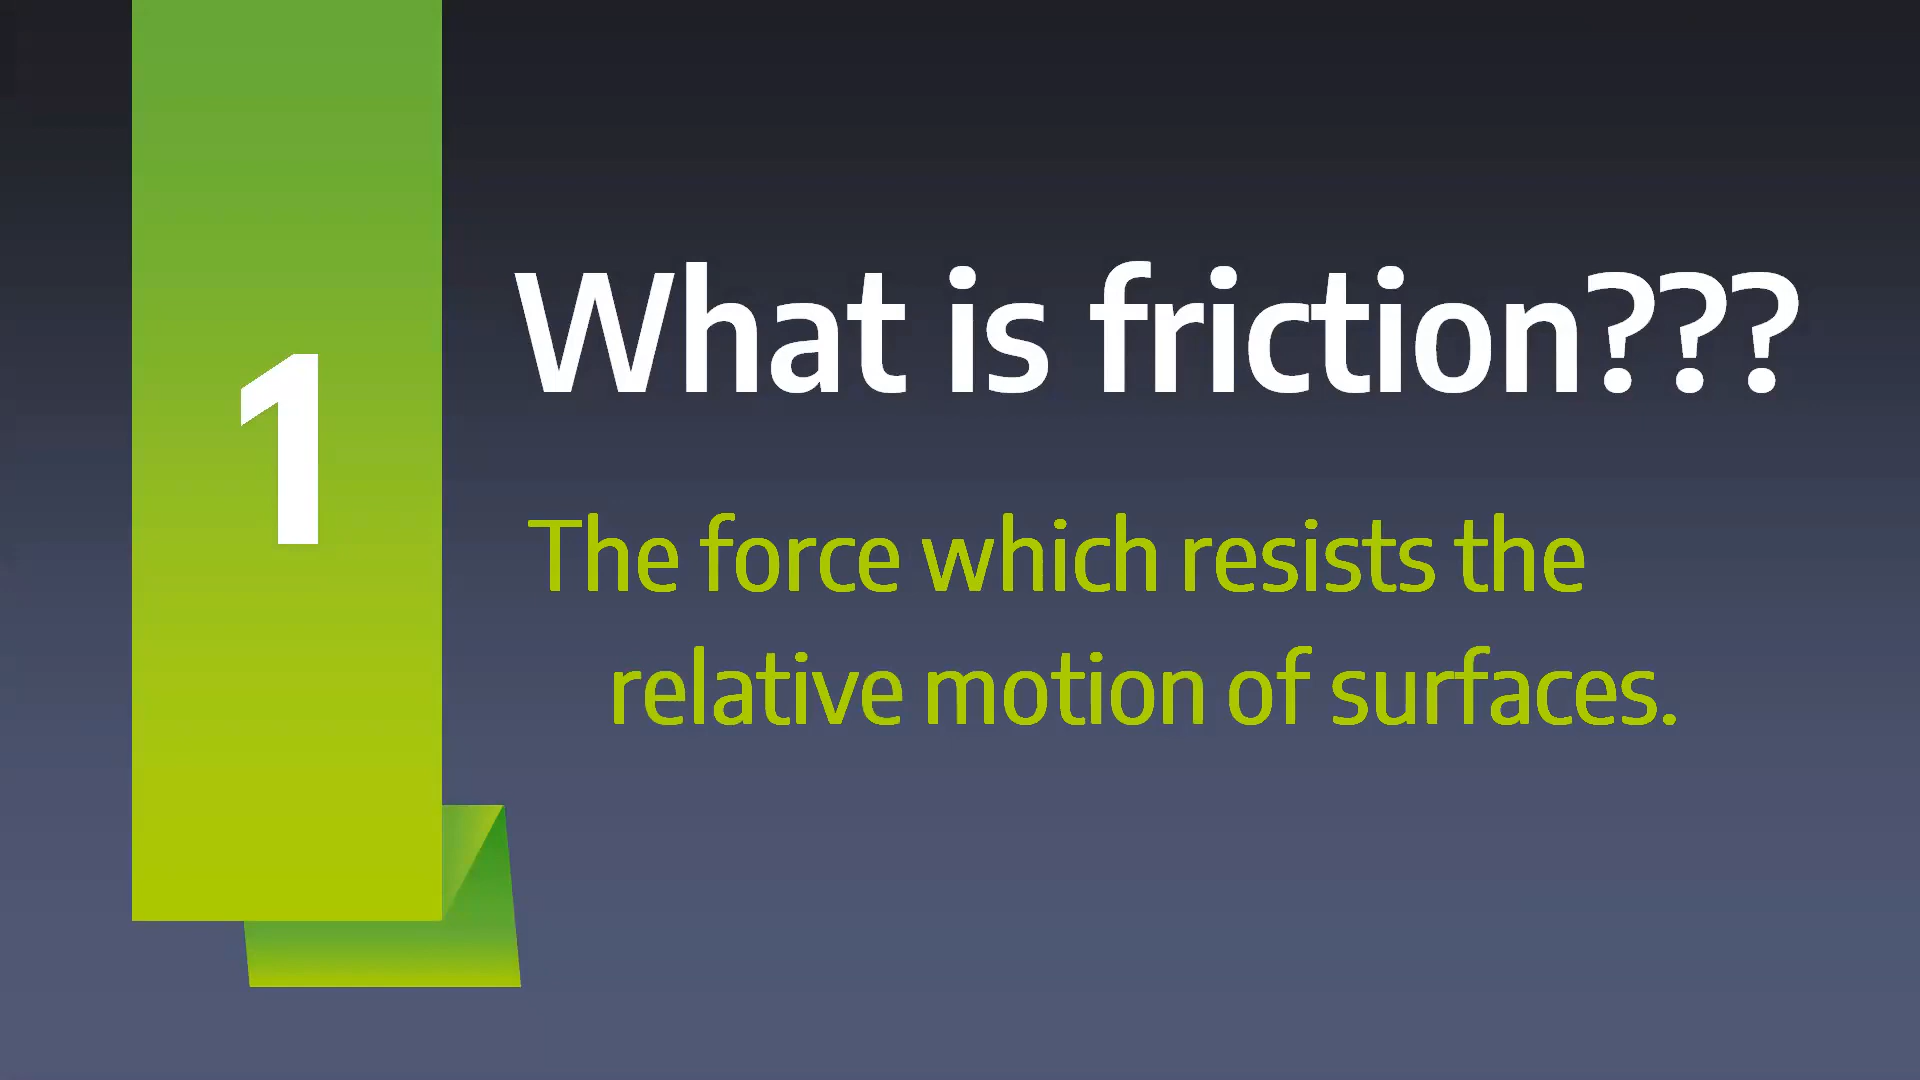 1
What is friction???
The force which resists the
relative motion of surfaces.